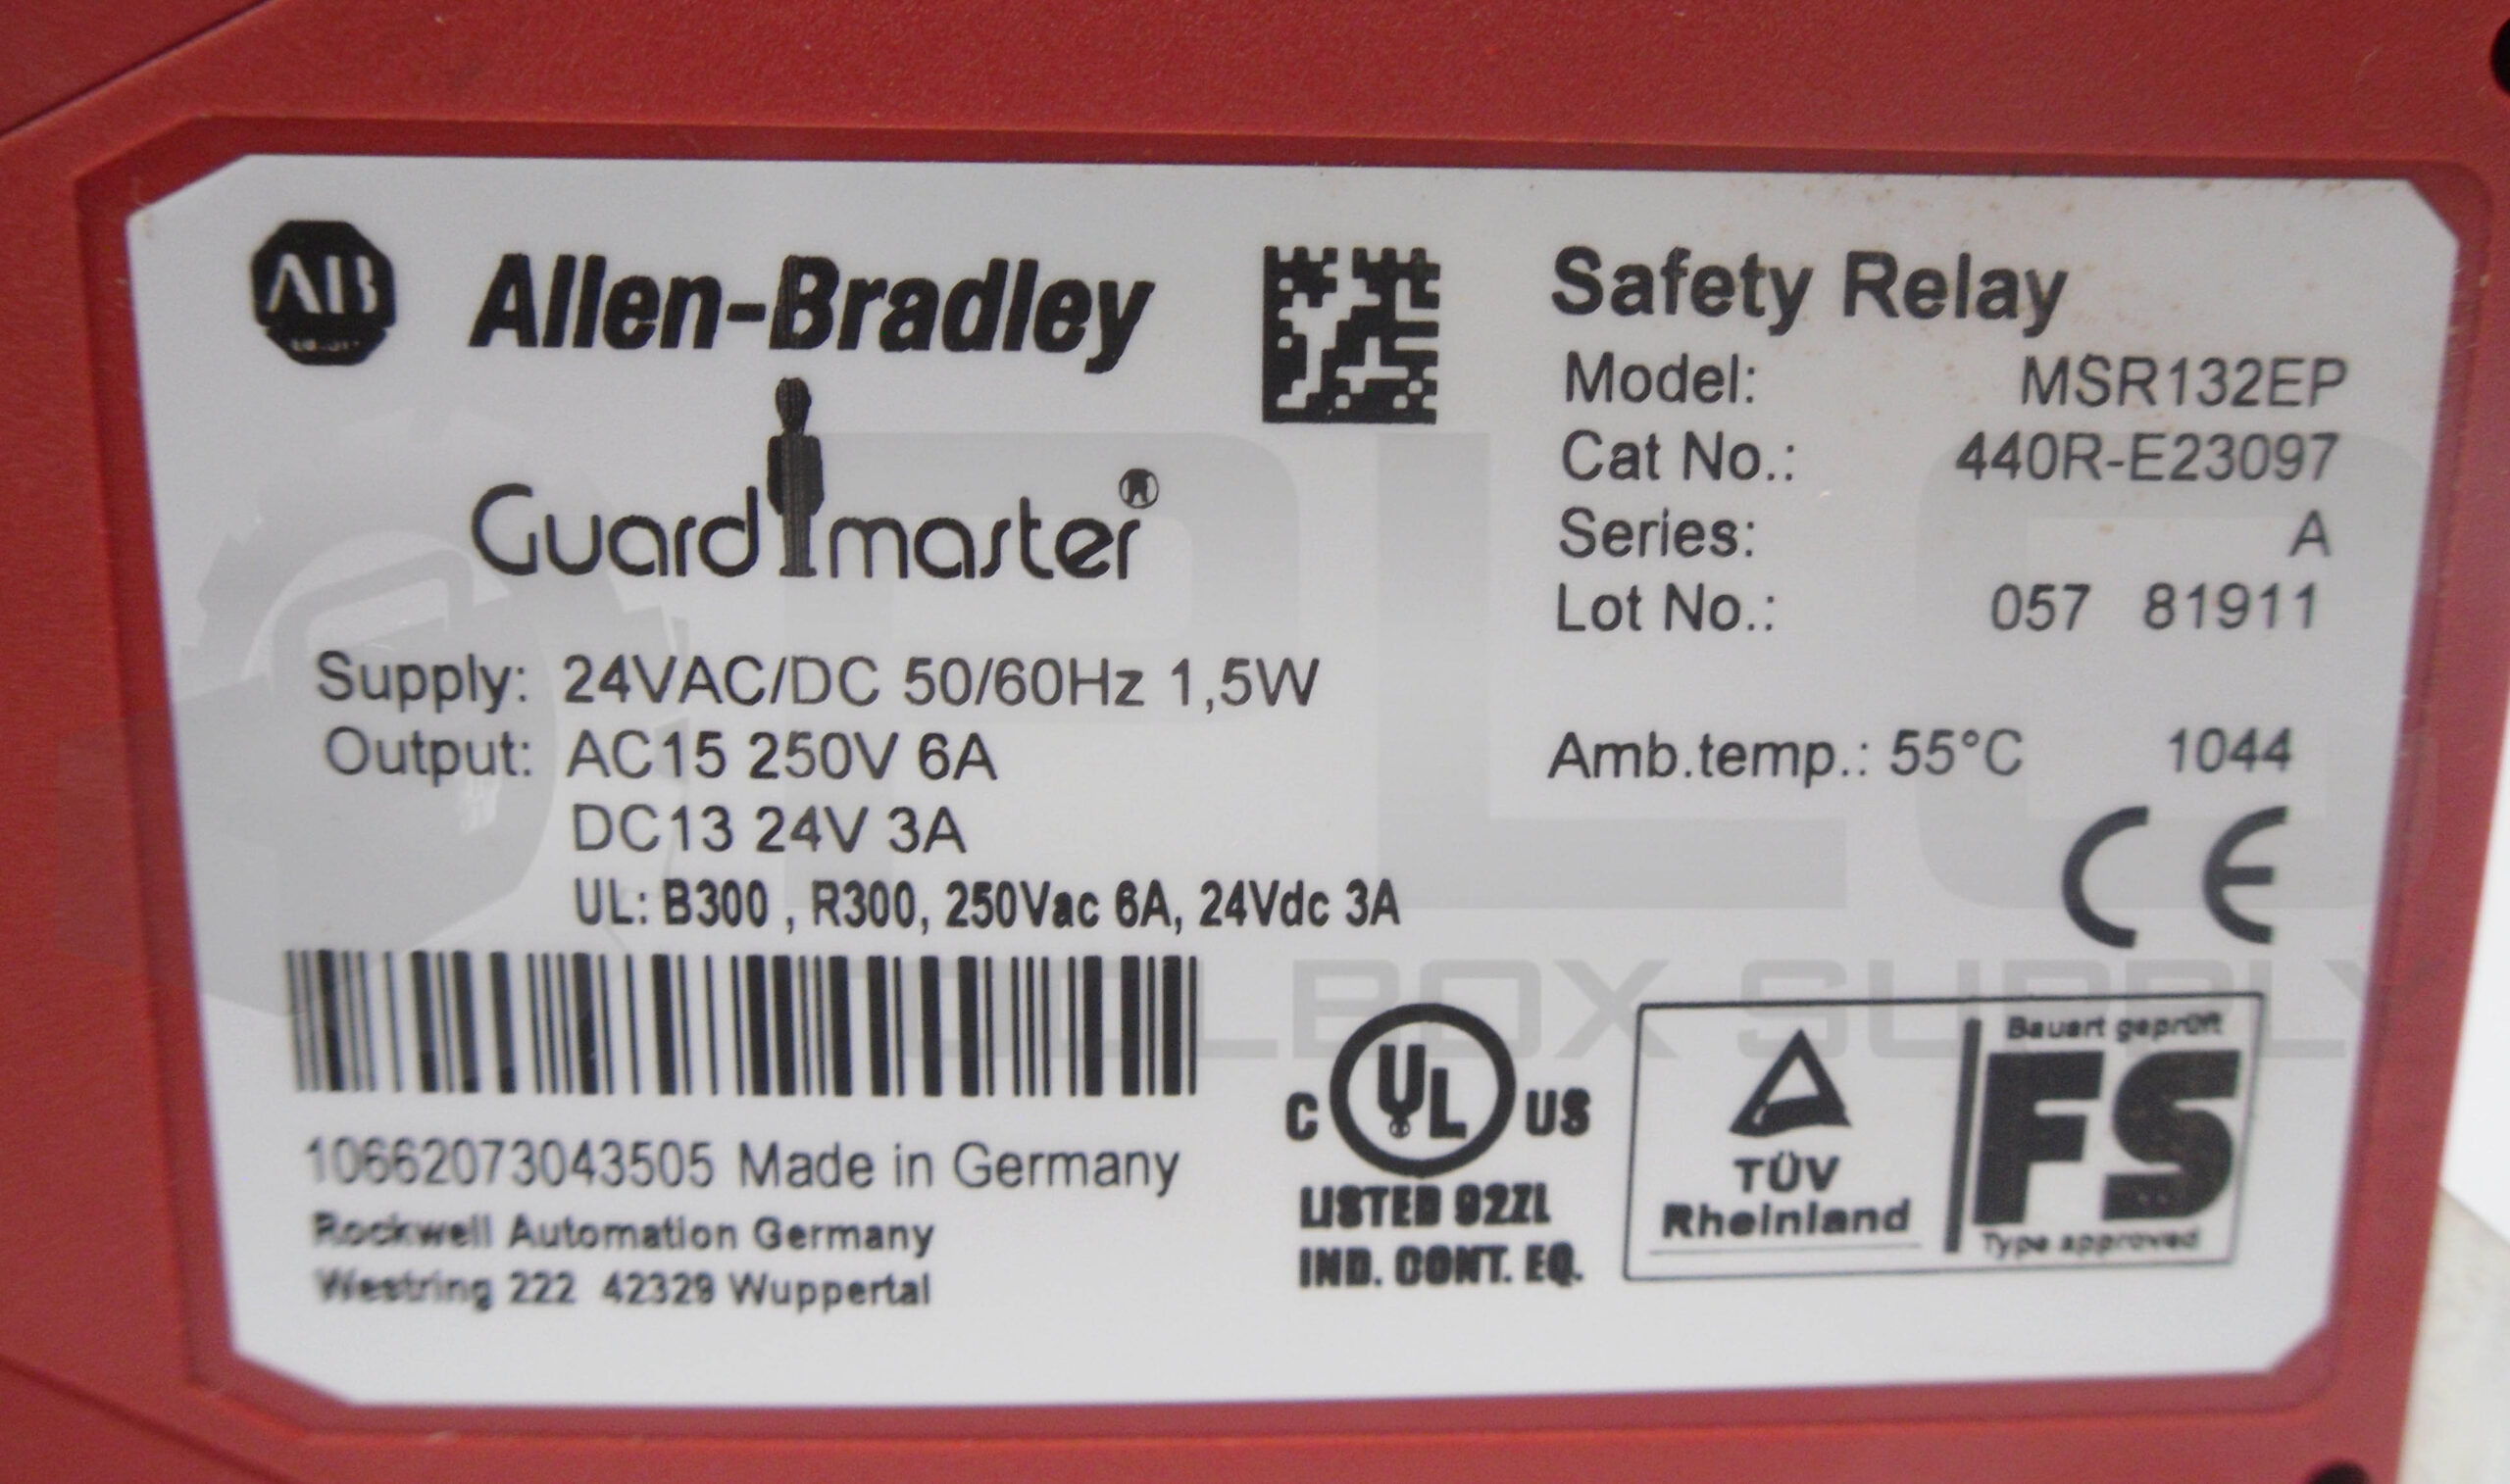 AB
Allen-Bradley
Guardmaster®
Safety Relay
Model: MSR132EP
Cat No.: 440R-E23097
Series: A
Lot No.: 057 81911
Supply: 24VAC/DC 50/60Hz 1,5W
Output: AC15 250V 6A
DC13 24V 3A
UL: B300 , R300, 250Vac 6A, 24Vdc 3A
Amb.temp.: 55°C 1044
CE
10662073043505 Made in Germany
Rockwell Automation Germany
Westring 222 42329 Wuppertal
C UL US
LISTED 92ZL
IND. CONT. EQ.
TÜV
Rheinland
Bauart geprüft
FS
Type approved
PLC
TOOLBOX SUPPLY